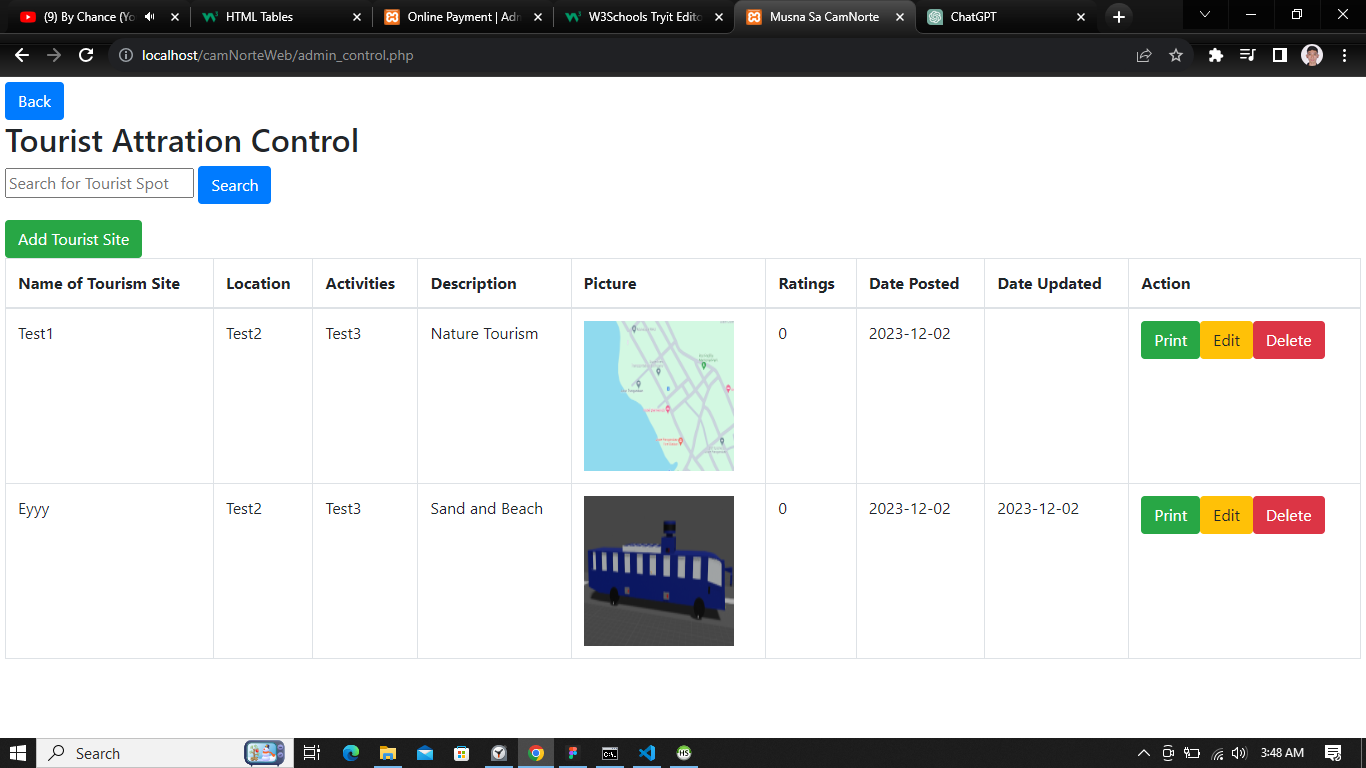 (9) By Chance (Yo
HTML Tables
Online Payment | Adm
W3Schools Tryit Edito
Musna Sa CamNorte
ChatGPT
localhost/camNorteWeb/admin_control.php
Back
Tourist Attration Control
Search for Tourist Spot Search
Add Tourist Site
Name of Tourism Site Location Activities Description Picture Ratings Date Posted Date Updated Action
Test1 Test2 Test3 Nature Tourism 0 2023-12-02 Print Edit Delete
Eyyy Test2 Test3 Sand and Beach 0 2023-12-02 2023-12-02 Print Edit Delete
Search
3:48 AM